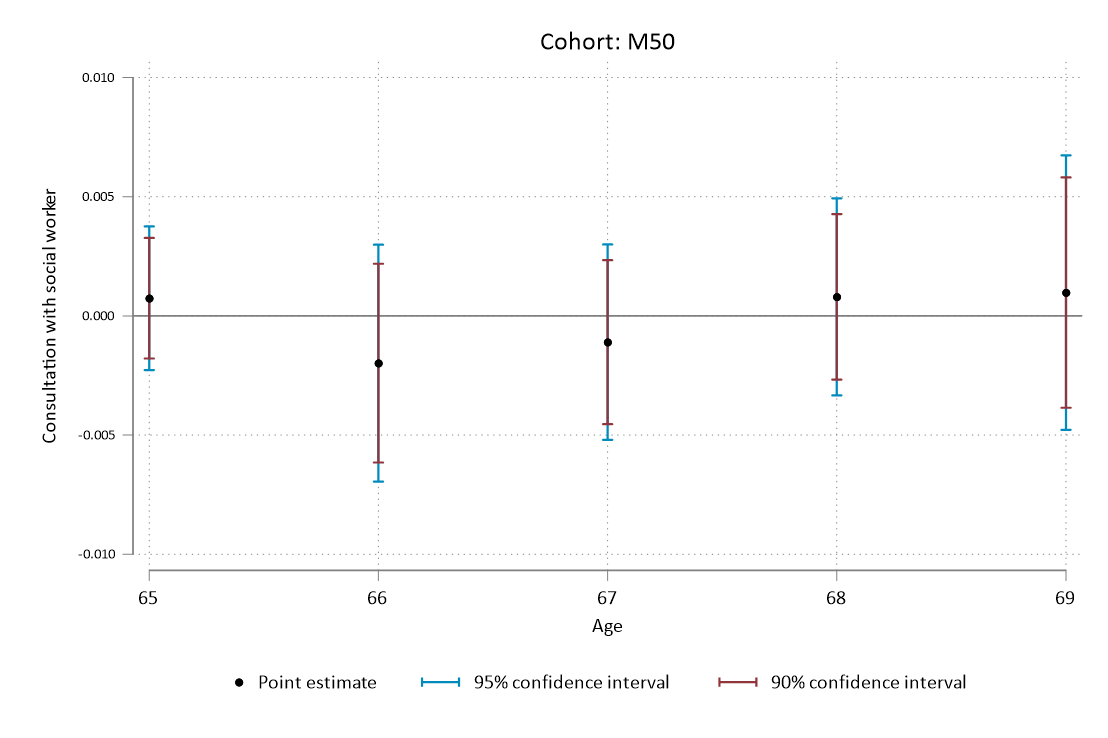 Cohort: M50
0.010
0.005
0.000
-0.005
-0.010
Consultation with social worker
65 66 67 68 69
Age
Point estimate 95% confidence interval 90% confidence interval